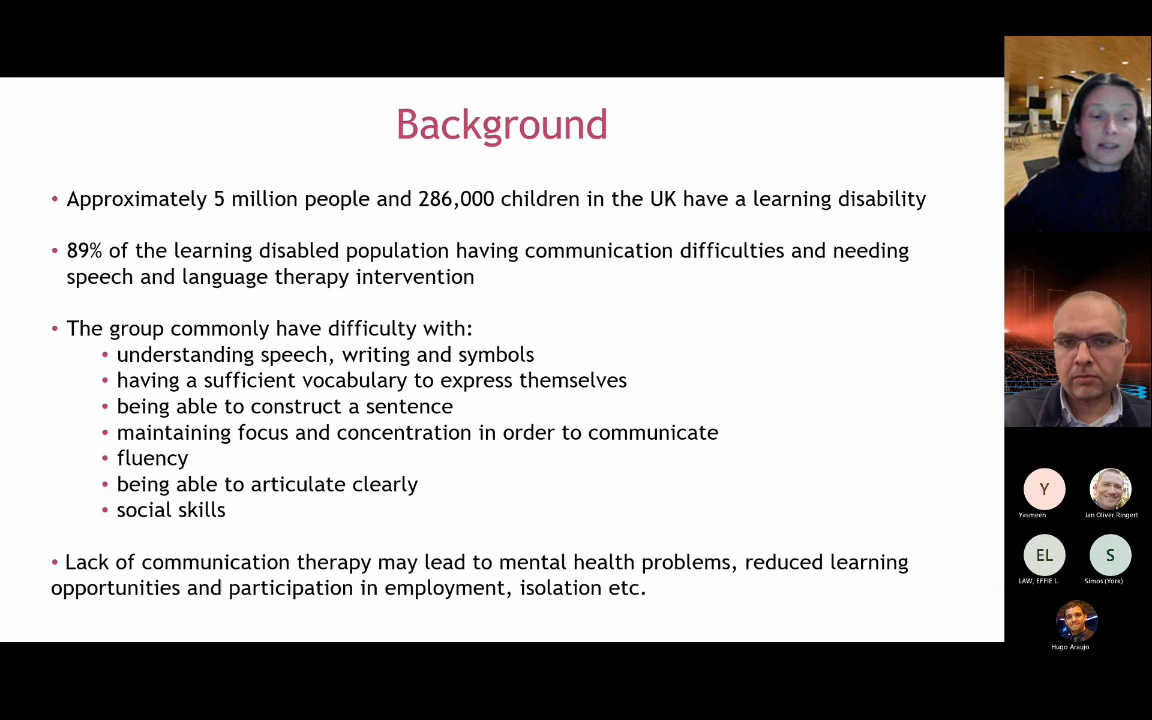 Background
• Approximately 5 million people and 286,000 children in the UK have a learning disability
• 89% of the learning disabled population having communication difficulties and needing
speech and language therapy intervention
• The group commonly have difficulty with:
• understanding speech, writing and symbols
• having a sufficient vocabulary to express themselves
• being able to construct a sentence
• maintaining focus and concentration in order to communicate
• fluency
• being able to articulate clearly
• social skills
• Lack of communication therapy may lead to mental health problems, reduced learning
opportunities and participation in employment, isolation etc.
Y
Yasmeen
Jan Oliver Ringert
EL
LAW, EFFIE L.
S
Simos (York)
Hugo Araujo